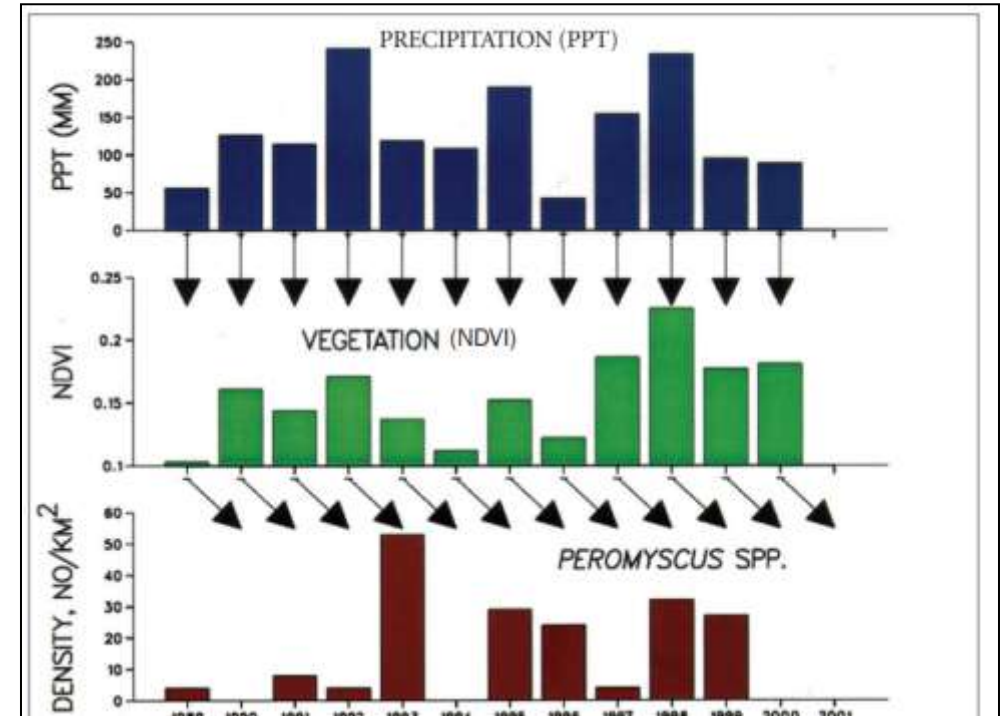 PRECIPITATION (PPT)
PPT (MM)
250
200
150
100
50
0
VEGETATION (NDVI)
NDVI
0.25
0.2
0.15
0.1
PEROMYSCUS SPP.
DENSITY, NO/KM²
60
50
40
30
20
10
0